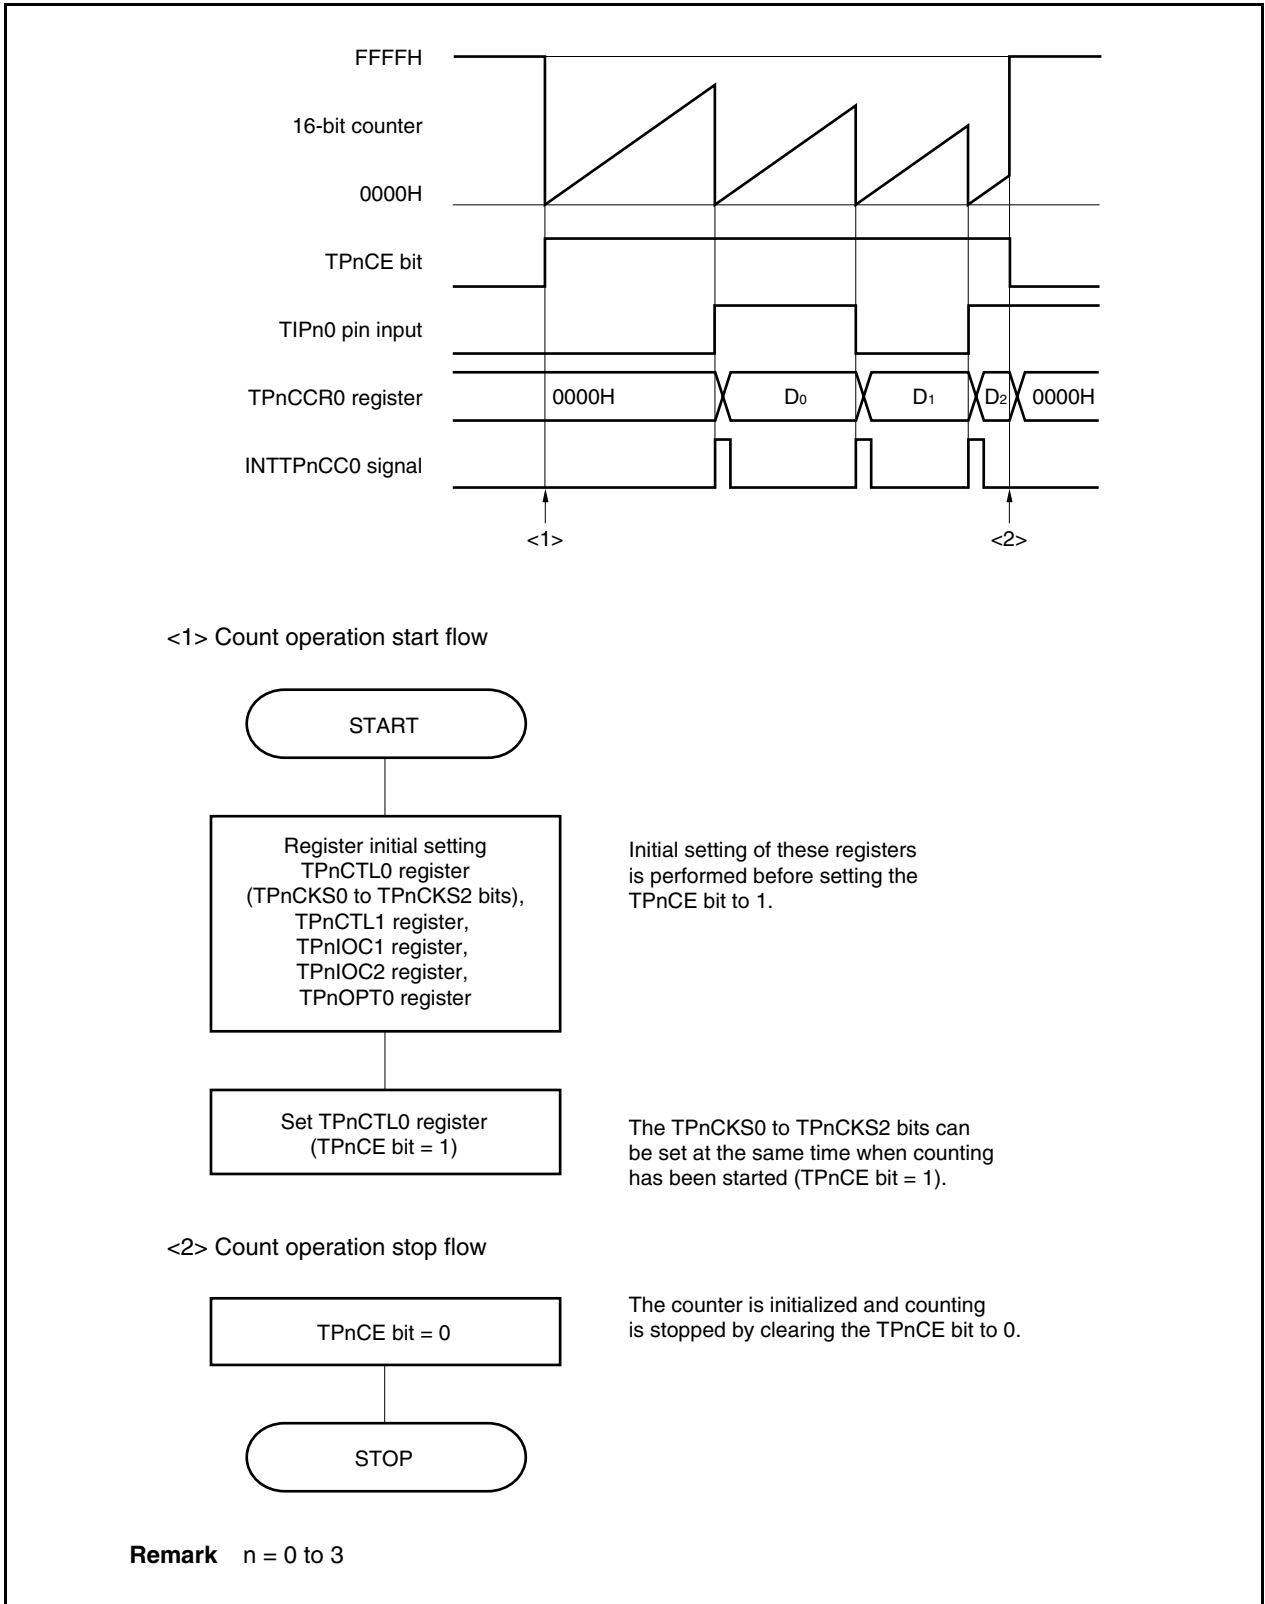 FFFFH
16-bit counter
0000H
TPnCE bit
TIPn0 pin input
TPnCCR0 register
0000H D0 D1 D2 0000H
INTTPnCC0 signal
<1> <2>
<1> Count operation start flow
START
Register initial setting
TPnCTL0 register
(TPnCKS0 to TPnCKS2 bits),
TPnCTL1 register,
TPnIOC1 register,
TPnIOC2 register,
TPnOPT0 register
Initial setting of these registers
is performed before setting the
TPnCE bit to 1.
Set TPnCTL0 register
(TPnCE bit = 1)
The TPnCKS0 to TPnCKS2 bits can
be set at the same time when counting
has been started (TPnCE bit = 1).
<2> Count operation stop flow
TPnCE bit = 0
The counter is initialized and counting
is stopped by clearing the TPnCE bit to 0.
STOP
Remark n = 0 to 3